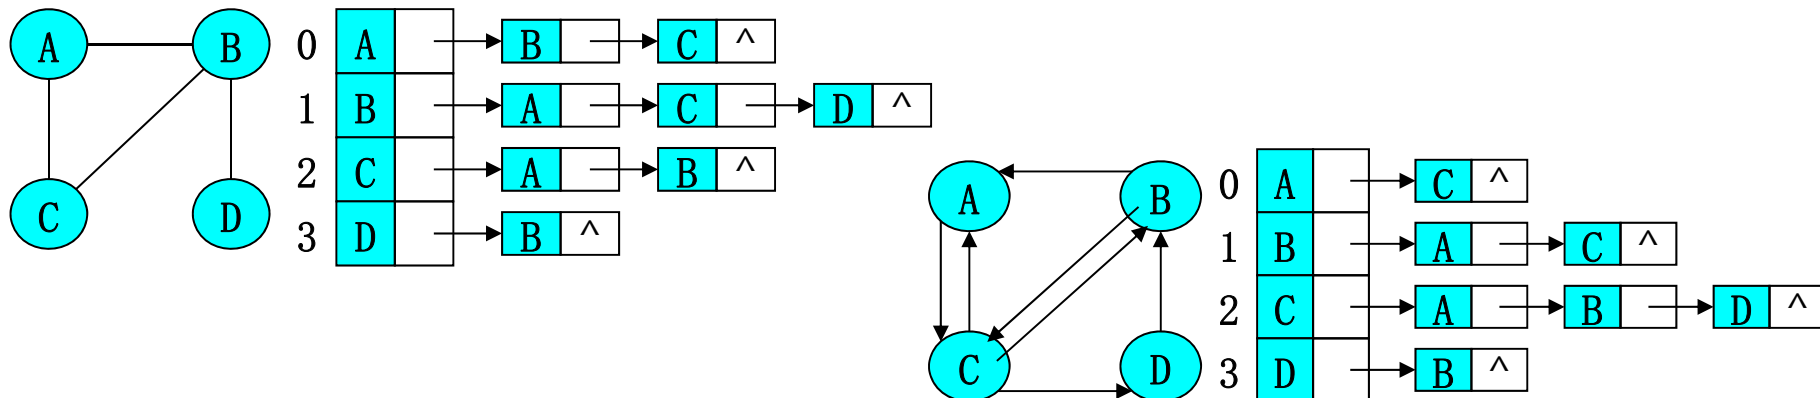 A B
C D
0 A B C ^
1 B A C D ^
2 C A B ^
3 D B ^
A B
C D
0 A C ^
1 B A C ^
2 C A B D ^
3 D B ^